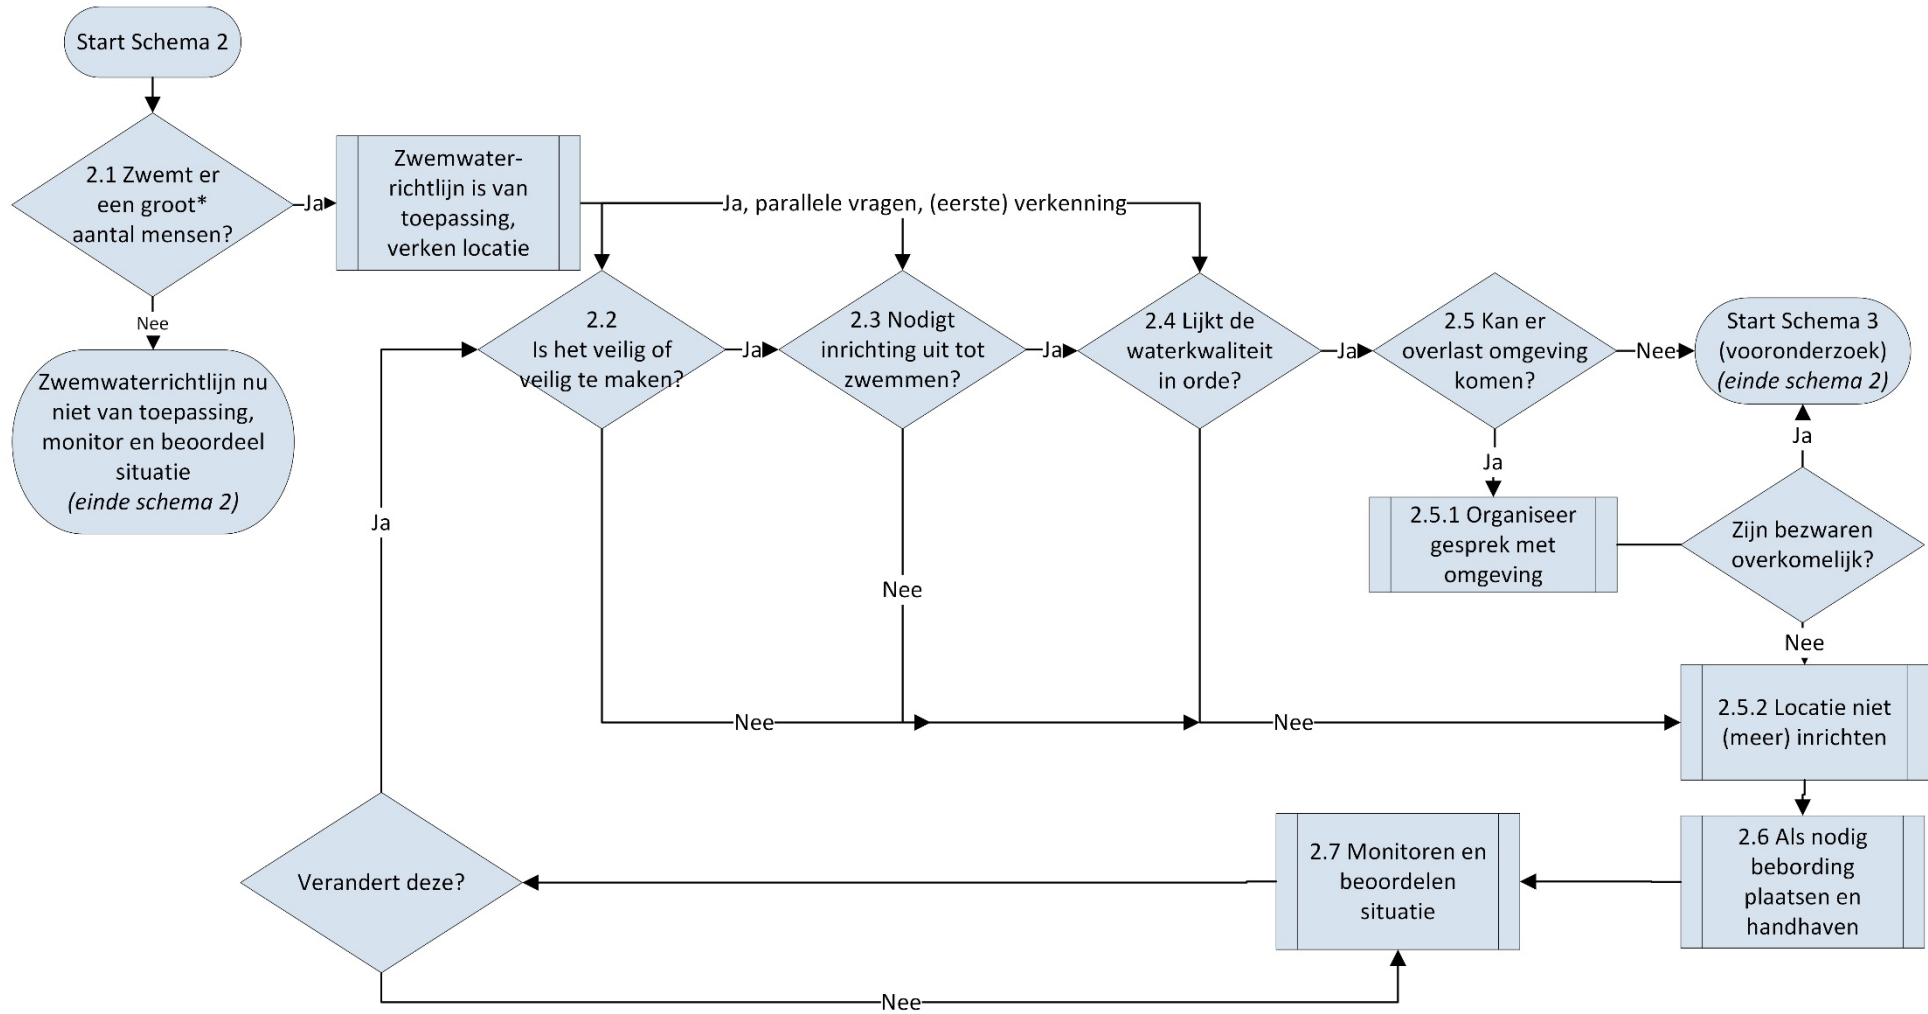 Start Schema 2
2.1 Zwemt er
een groot*
aantal mensen?
Ja
Nee
Zwemwaterrichtlijn nu
niet van toepassing,
monitor en beoordeel
situatie
(einde schema 2)
Zwemwater-
richtlijn is van
toepassing,
verken locatie
Ja, parallele vragen, (eerste) verkenning
2.2
Is het veilig of
veilig te maken?
Ja
2.3 Nodigt
inrichting uit tot
zwemmen?
Ja
2.4 Lijkt de
waterkwaliteit
in orde?
Ja
2.5 Kan er
overlast omgeving
komen?
Nee
Start Schema 3
(vooronderzoek)
(einde schema 2)
Ja
Ja
2.5.1 Organiseer
gesprek met
omgeving
Zijn bezwaren
overkomelijk?
Nee
Ja
Nee
Nee
Nee
2.5.2 Locatie niet
(meer) inrichten
2.6 Als nodig
bebording
plaatsen en
handhaven
2.7 Monitoren en
beoordelen
situatie
Verandert deze?
Nee